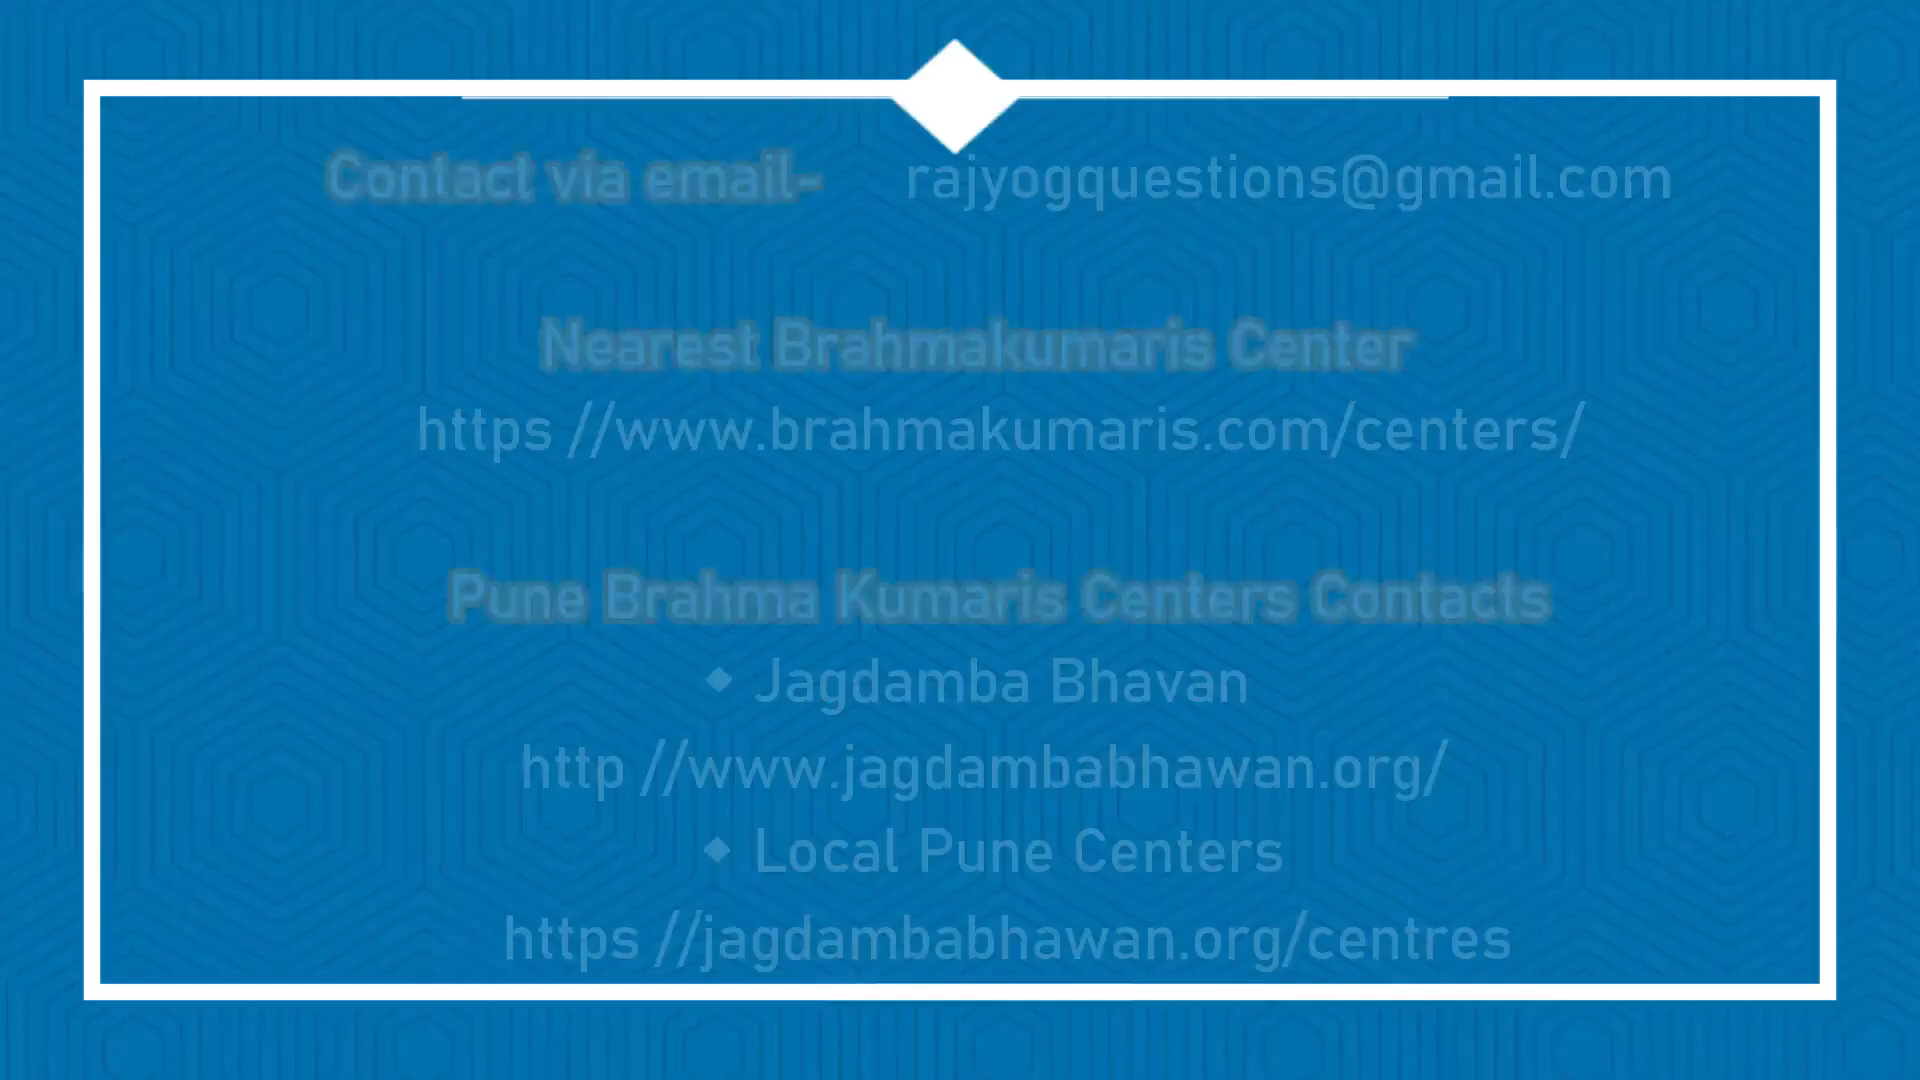 Contact via email- rajyogquestions@gmail.com
Nearest Brahmakumaris Center
https //www.brahmakumaris.com/centers/
Pune Brahma Kumaris Centers Contacts
◆ Jagdamba Bhavan
http //www.jagdambabhawan.org/
◆ Local Pune Centers
https //jagdambabhawan.org/centres